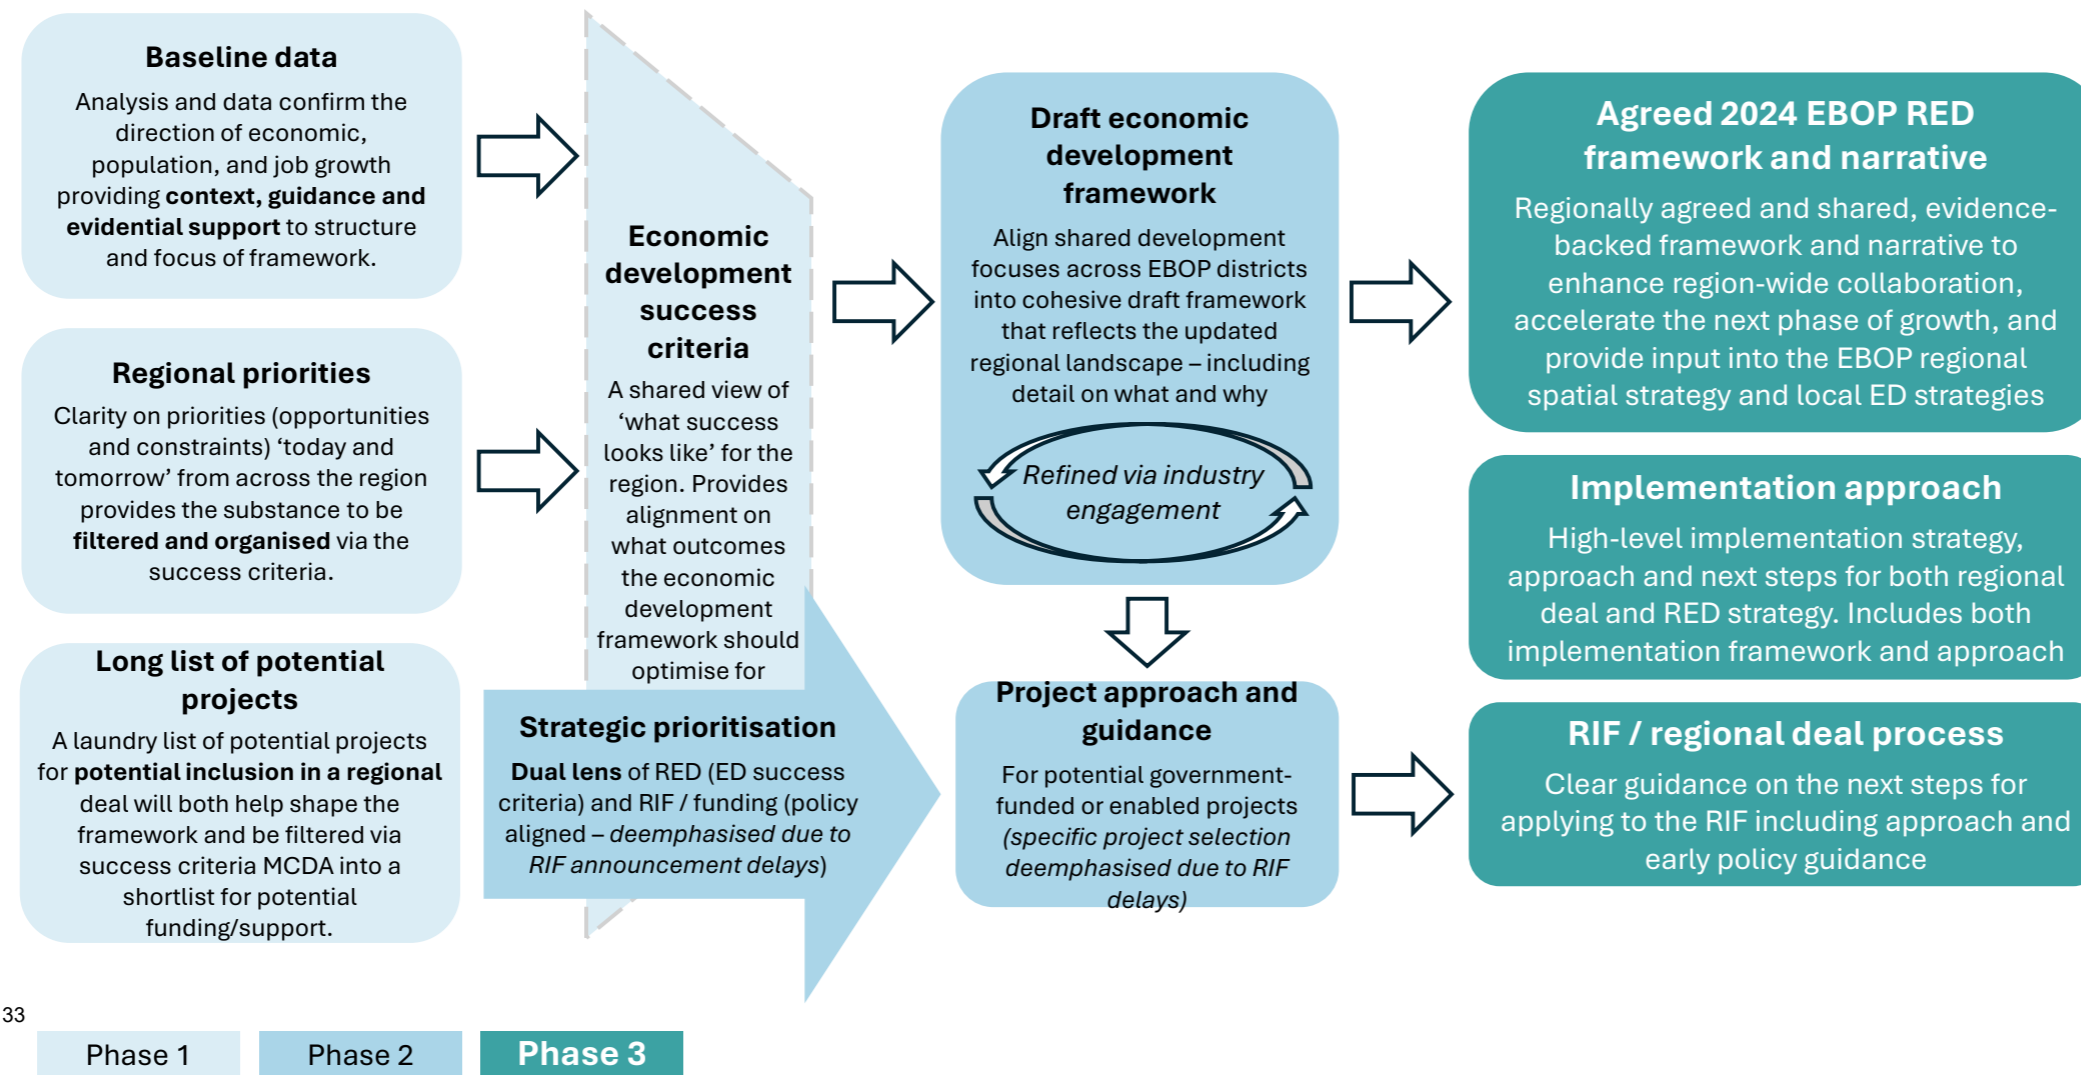 Baseline data
Analysis and data confirm the
direction of economic,
population, and job growth
providing context, guidance and
evidential support to structure
and focus of framework.
Regional priorities
Clarity on priorities (opportunities
and constraints) ‘today and
tomorrow’ from across the region
provides the substance to be
filtered and organised via the
success criteria.
Long list of potential
projects
A laundry list of potential projects
for potential inclusion in a regional
deal will both help shape the
framework and be filtered via
success criteria MCDA into a
shortlist for potential
funding/support.
Economic
development
success
criteria
A shared view of
‘what success
looks like’ for the
region. Provides
alignment on
what outcomes
the economic
development
framework should
optimise for
Strategic prioritisation
Dual lens of RED (ED success
criteria) and RIF / funding (policy
aligned – deemphasised due to
RIF announcement delays)
Draft economic
development
framework
Align shared development
focuses across EBOP districts
into cohesive draft framework
that reflects the updated
regional landscape – including
detail on what and why
Refined via industry
engagement
Project approach and
guidance
For potential government-
funded or enabled projects
(specific project selection
deemphasised due to RIF
delays)
Agreed 2024 EBOP RED
framework and narrative
Regionally agreed and shared, evidence-
backed framework and narrative to
enhance region-wide collaboration,
accelerate the next phase of growth, and
provide input into the EBOP regional
spatial strategy and local ED strategies
Implementation approach
High-level implementation strategy,
approach and next steps for both regional
deal and RED strategy. Includes both
implementation framework and approach
RIF / regional deal process
Clear guidance on the next steps for
applying to the RIF including approach and
early policy guidance
33
Phase 1
Phase 2
Phase 3